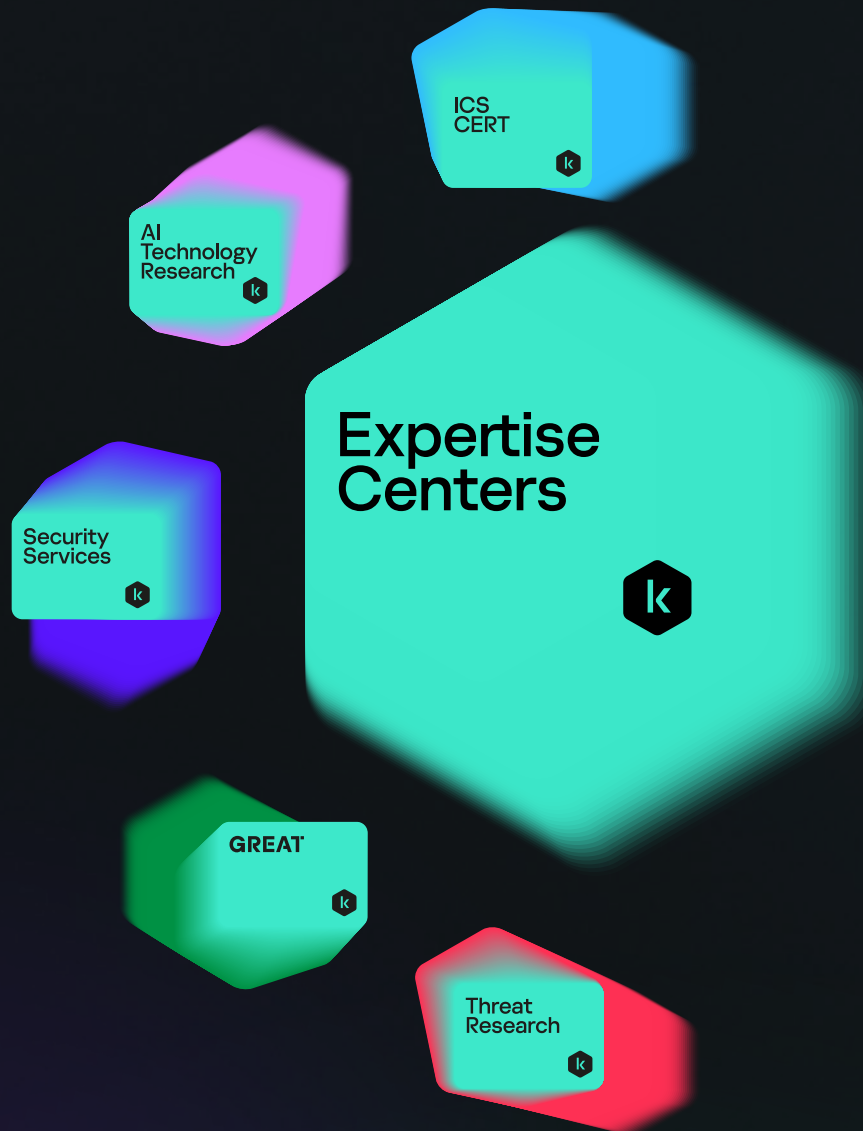 ICS
CERT
AI
Technology
Research
Expertise
Centers
Security
Services
GREAT
Threat
Research